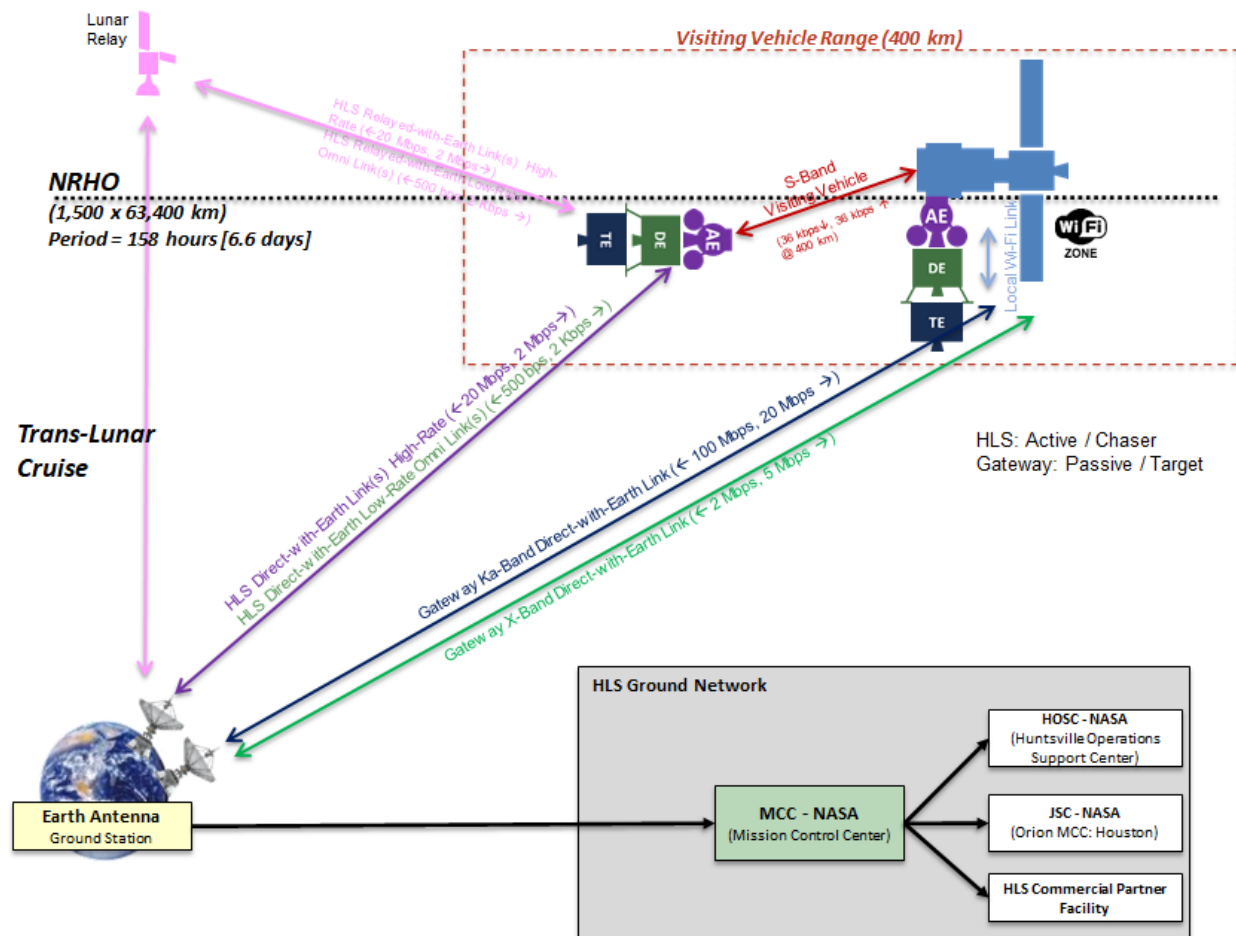 Lunar
Relay
Visiting Vehicle Range (400 km)
HLS Relayed-with-Earth Link(s) High-
Rate (←20 Mbps, 2 Mbps→)
HLS Relayed-with-Earth Low-Rate
Omni Link(s) (←500 bps, 2 Kbps →)
NRHO
(1,500 x 63,400 km)
Period = 158 hours [6.6 days]
TE
DE
AE
S-Band
Visiting Vehicle
(36 kbps↓, 36 kbps ↑
@ 400 km)
AE
DE
TE
Local Wi-Fi Link
Wi Fi
ZONE
HLS Direct-with-Earth Link(s) High-Rate (←20 Mbps, 2 Mbps→)
HLS Direct-with-Earth Low-Rate Omni Link(s) (←500 bps, 2 Kbps →)
Gateway Ka-Band Direct-with-Earth Link (← 100 Mbps, 20 Mbps →)
Gateway X-Band Direct-with-Earth Link (← 2 Mbps, 5 Mbps →)
Trans-Lunar
Cruise
HLS: Active / Chaser
Gateway: Passive / Target
HLS Ground Network
Earth Antenna
Ground Station
MCC - NASA
(Mission Control Center)
HOSC - NASA
(Huntsville Operations
Support Center)
JSC - NASA
(Orion MCC: Houston)
HLS Commercial Partner
Facility